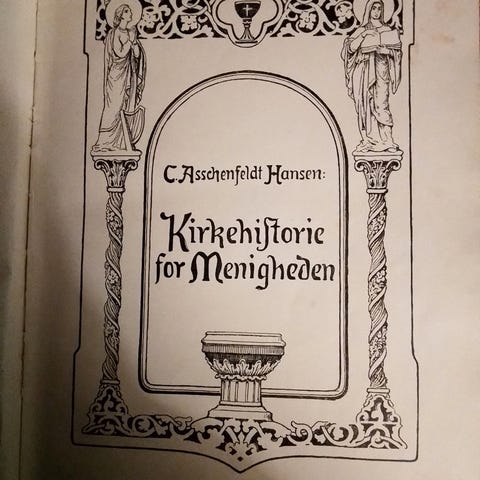 C. Asschenfeldt Hansen:
Kirkehiſtorie
for Menigheden